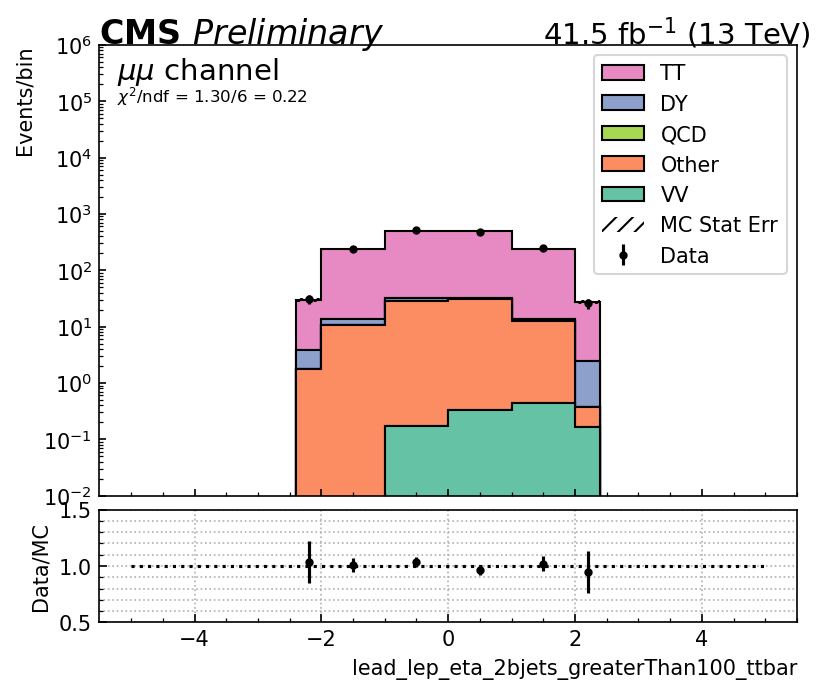 CMS Preliminary 41.5 fb⁻¹ (13 TeV)
Events/bin
10⁶
10⁵
10⁴
10³
10²
10¹
10⁰
10⁻¹
10⁻²
μμ channel
χ²/ndf = 1.30/6 = 0.22
TT
DY
QCD
Other
VV
MC Stat Err
Data
Data/MC
1.5
1.0
0.5
−4 −2 0 2 4
lead_lep_eta_2bjets_greaterThan100_ttbar